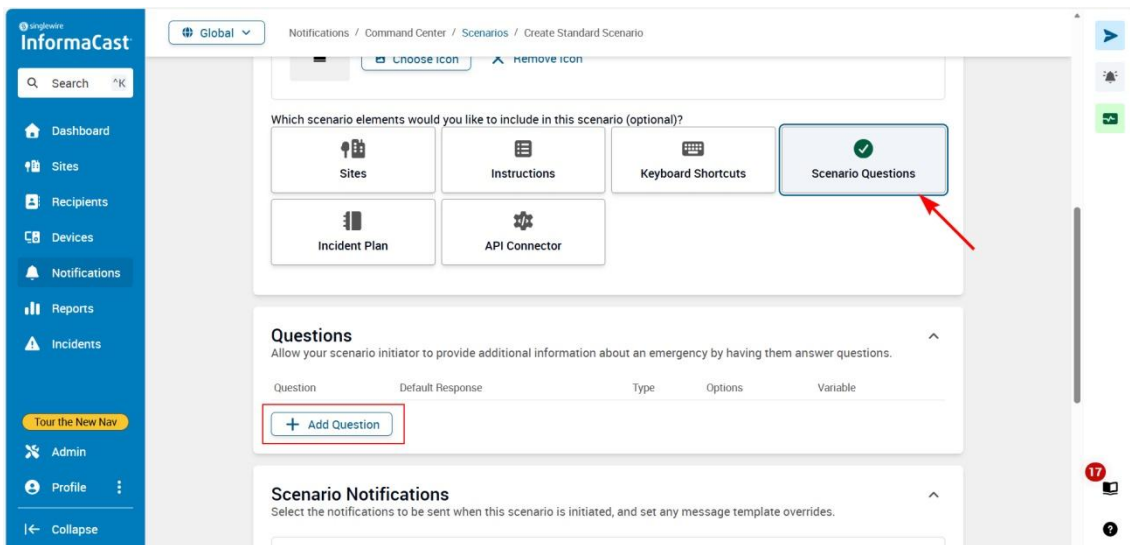 singlewire
InformaCast
Global
Notifications / Command Center / Scenarios / Create Standard Scenario
Search ^K
Dashboard
Sites
Recipients
Devices
Notifications
Reports
Incidents
Tour the New Nav
Admin
Profile
Collapse
Choose Icon
Remove Icon
Which scenario elements would you like to include in this scenario (optional)?
Sites
Instructions
Keyboard Shortcuts
Scenario Questions
Incident Plan
API Connector
Questions
Allow your scenario initiator to provide additional information about an emergency by having them answer questions.
Question Default Response Type Options Variable
+ Add Question
Scenario Notifications
Select the notifications to be sent when this scenario is initiated, and set any message template overrides.
17